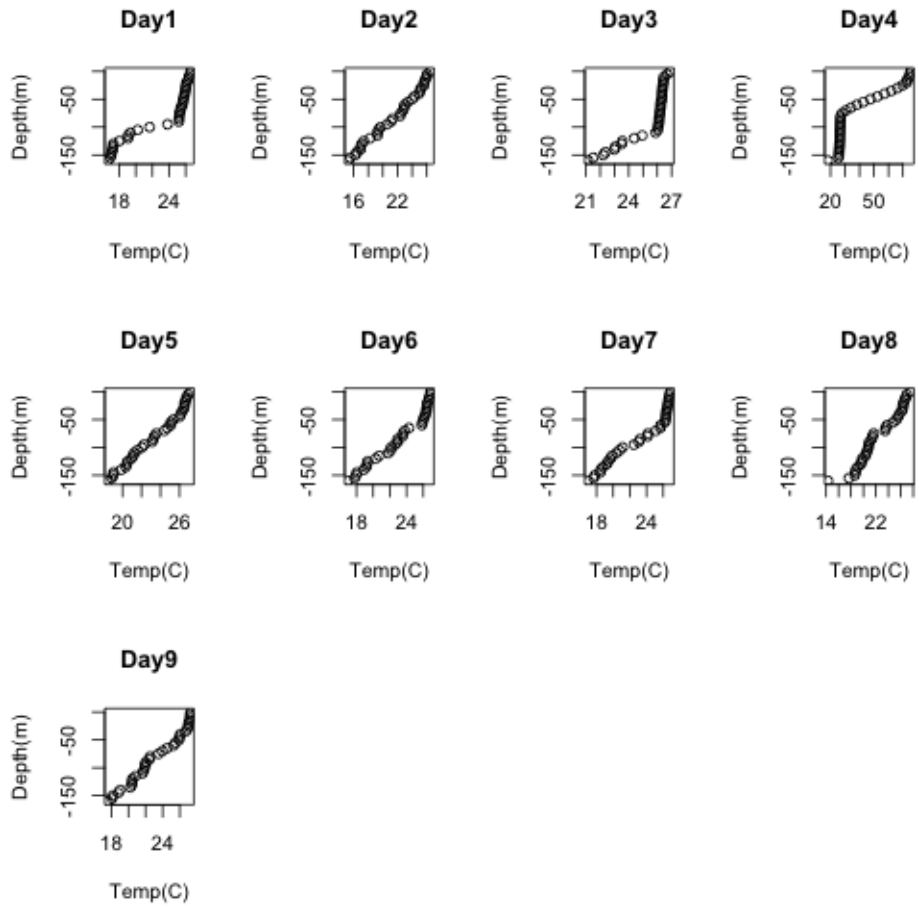 Day1 Day2 Day3 Day4
Depth(m) Depth(m) Depth(m) Depth(m)
-50 -50 -50 -50
-150 -150 -150 -150
18 24 16 22 21 24 27 20 50
Temp(C) Temp(C) Temp(C) Temp(C)
Day5 Day6 Day7 Day8
Depth(m) Depth(m) Depth(m) Depth(m)
-50 -50 -50 -50
-150 -150 -150 -150
20 26 18 24 18 24 14 22
Temp(C) Temp(C) Temp(C) Temp(C)
Day9
Depth(m)
-50
-150
18 24
Temp(C)